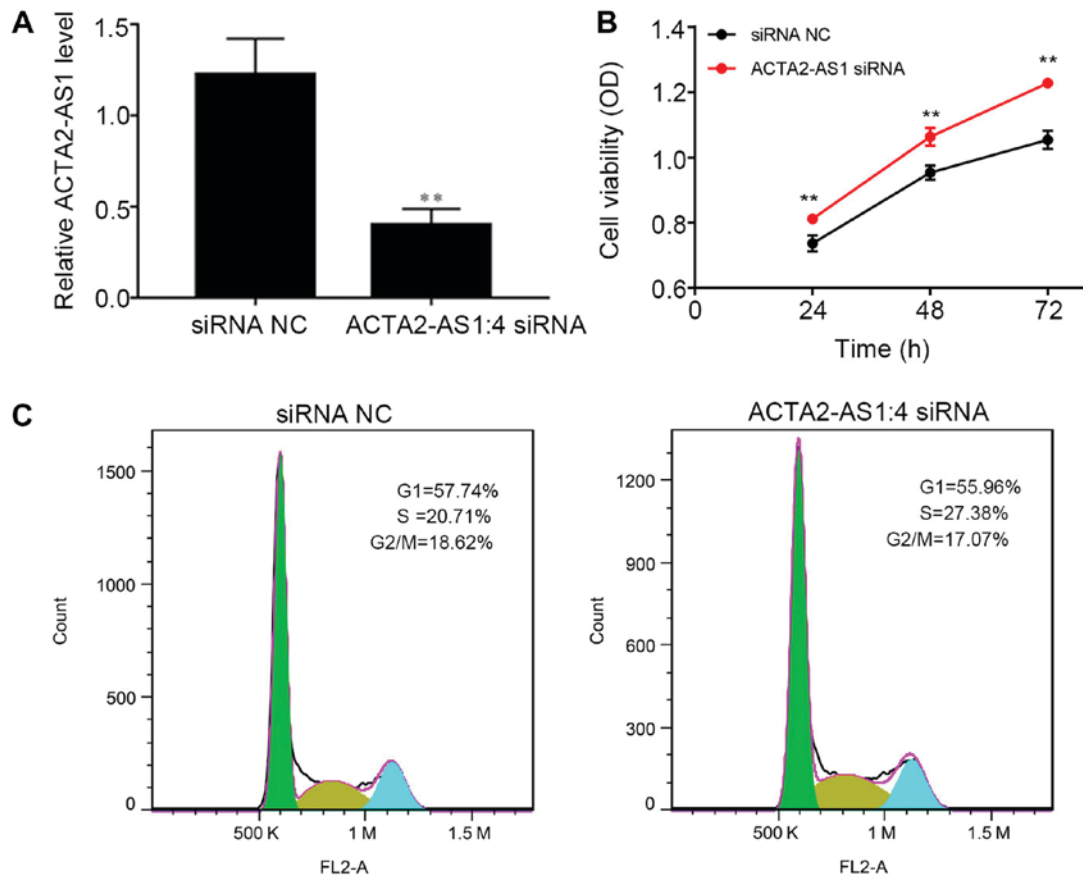 A
Relative ACTA2-AS1 level
1.5
1.0
0.5
0.0
**
siRNA NC
ACTA2-AS1:4 siRNA
B
siRNA NC
ACTA2-AS1 siRNA
Cell viability (OD)
1.4
1.2
1.0
0.8
0.6
**
**
**
0
24
48
72
Time (h)
C
siRNA NC
Count
1500
1000
500
0
G1=57.74%
S =20.71%
G2/M=18.62%
500 K
1 M
1.5 M
FL2-A
ACTA2-AS1:4 siRNA
Count
1200
900
600
300
0
G1=55.96%
S=27.38%
G2/M=17.07%
500 K
1 M
1.5 M
FL2-A